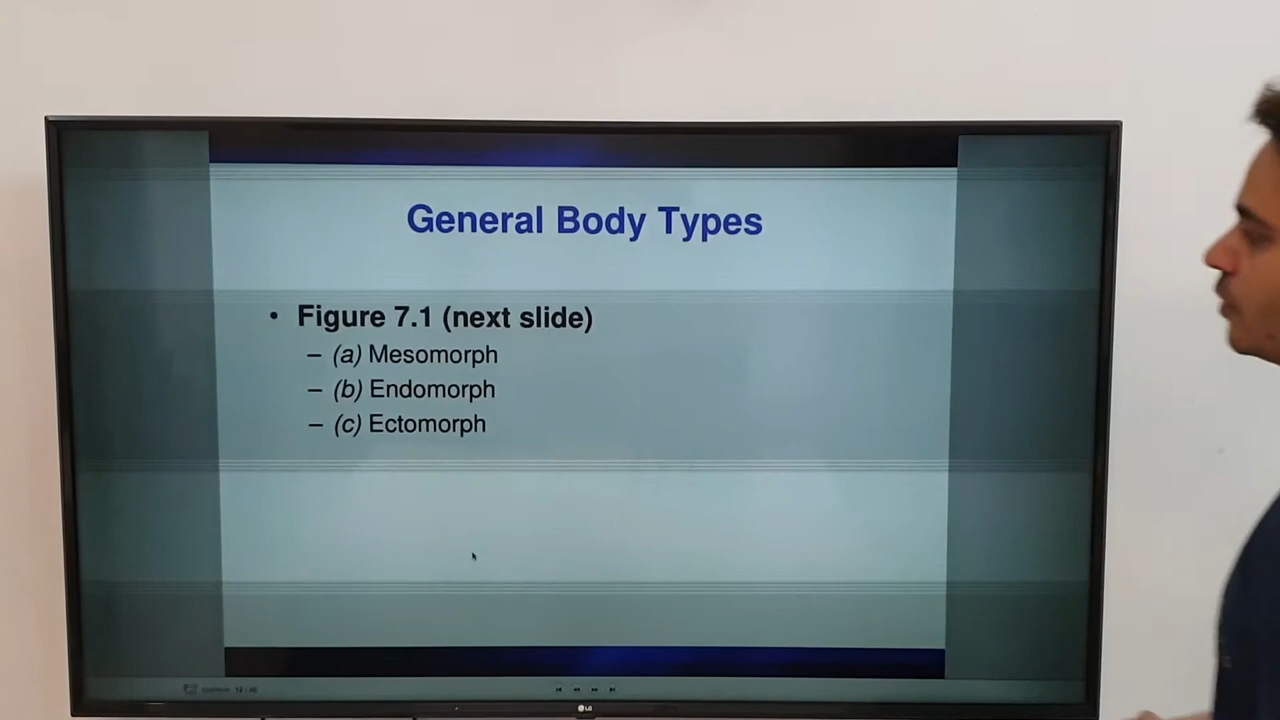 General Body Types
• Figure 7.1 (next slide)
– (a) Mesomorph
– (b) Endomorph
– (c) Ectomorph
LG